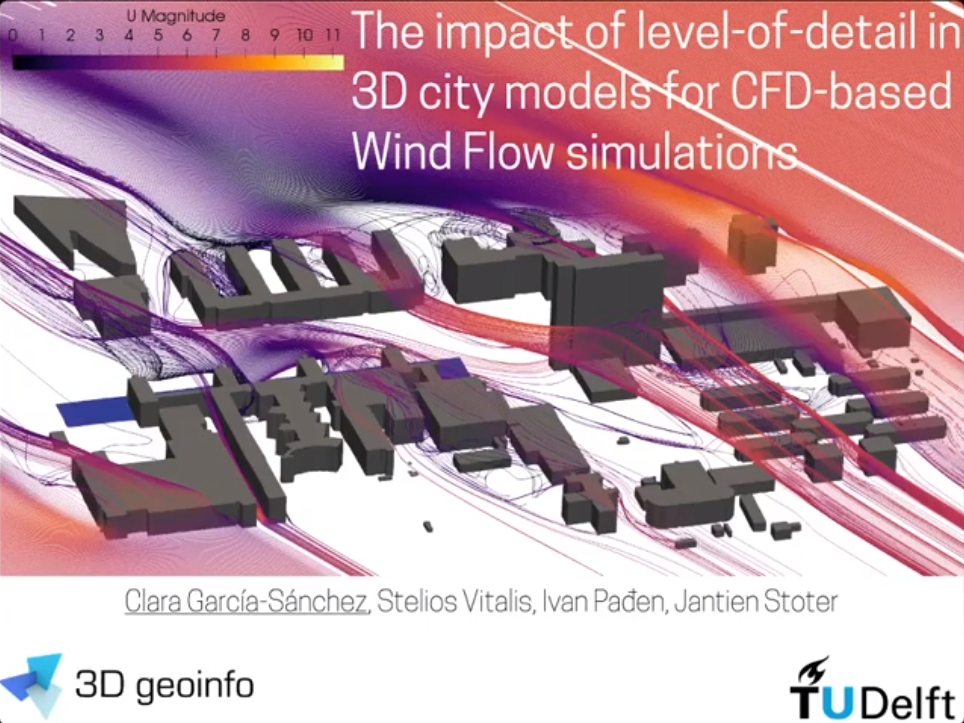 U Magnitude
0 1 2 3 4 5 6 7 8 9 10 11
The impact of level-of-detail in
3D city models for CFD-based
Wind Flow simulations
Clara García-Sánchez, Stelios Vitalis, Ivan Pađen, Jantien Stoter
3D geoinfo
TU Delft